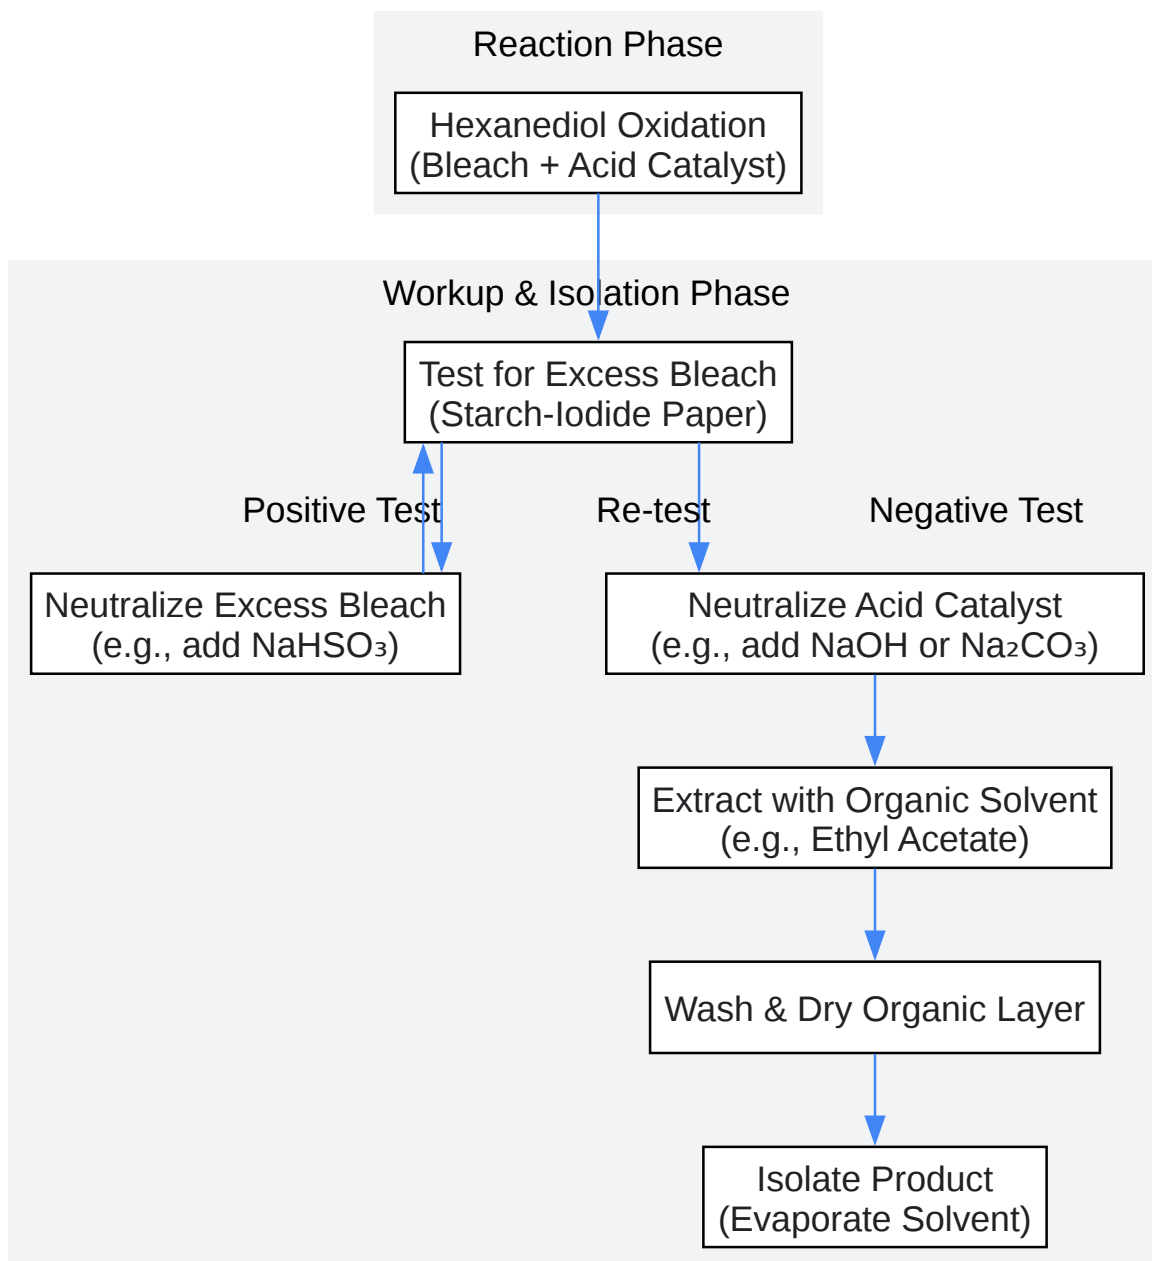 Reaction Phase
Hexanediol Oxidation
(Bleach + Acid Catalyst)
Workup & Isolation Phase
Test for Excess Bleach
(Starch-Iodide Paper)
Positive Test
Re-test
Negative Test
Neutralize Excess Bleach
(e.g., add NaHSO₃)
Neutralize Acid Catalyst
(e.g., add NaOH or Na₂CO₃)
Extract with Organic Solvent
(e.g., Ethyl Acetate)
Wash & Dry Organic Layer
Isolate Product
(Evaporate Solvent)